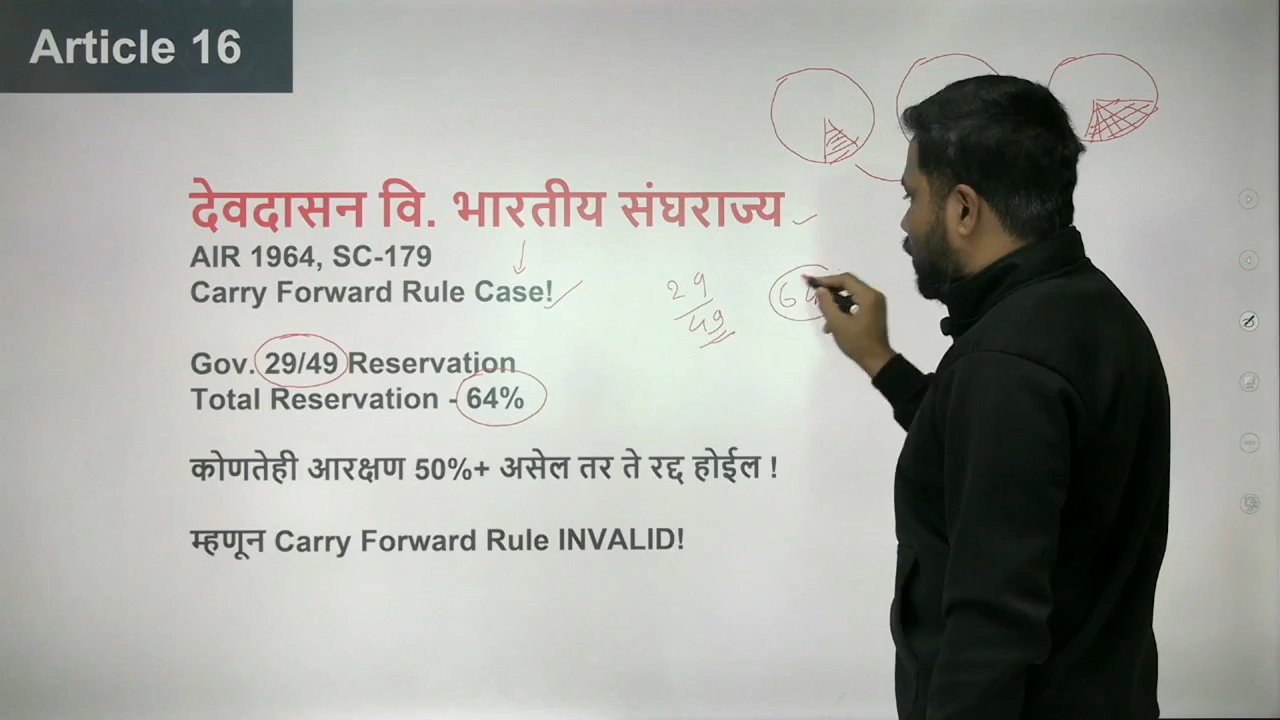 Article 16
देवदासन वि. भारतीय संघराज्य
AIR 1964, SC-179
Carry Forward Rule Case!
29
49
64
Gov. 29/49 Reservation
Total Reservation - 64%
कोणतेही आरक्षण 50%+ असेल तर ते रद्द होईल !
म्हणून Carry Forward Rule INVALID!